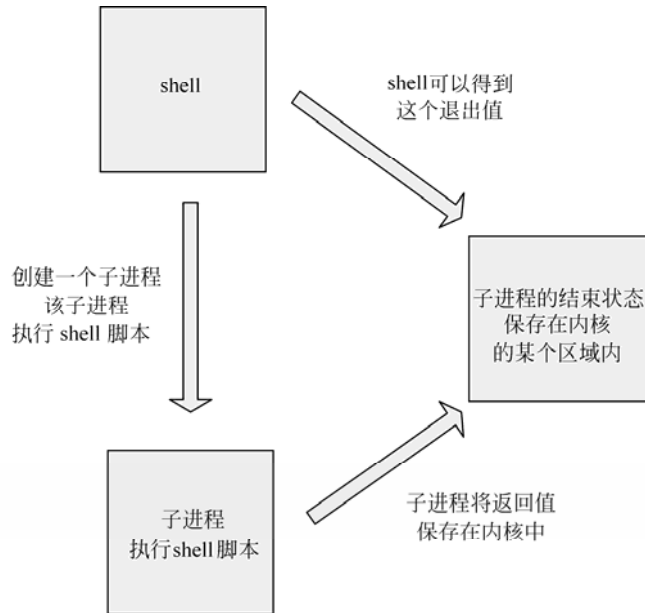 shell
shell可以得到
这个退出值
创建一个子进程
该子进程
执行 shell 脚本
子进程的结束状态
保存在内核
的某个区域内
子进程
执行shell脚本
子进程将返回值
保存在内核中